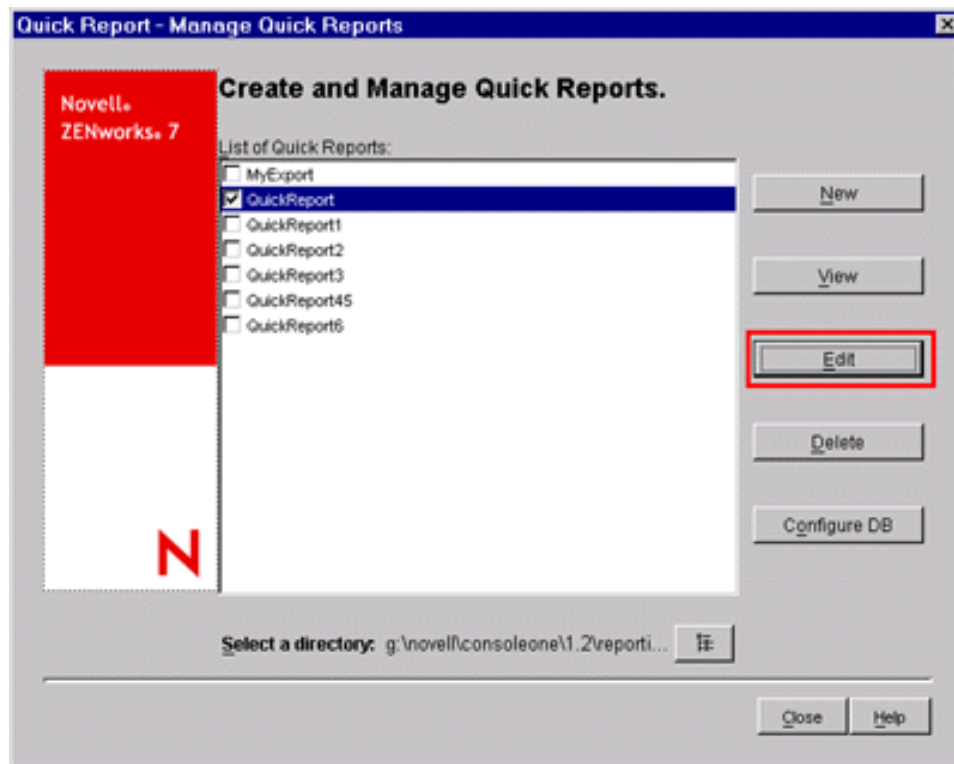 Quick Report - Manage Quick Reports
Novell®
ZENworks® 7
Create and Manage Quick Reports.
List of Quick Reports:
MyExport
QuickReport
QuickReport1
QuickReport2
QuickReport3
QuickReport45
QuickReport6
New
View
Edit
Delete
Configure DB
N
Select a directory: g:\novell\consoleone\1.2\reporti...
Close
Help